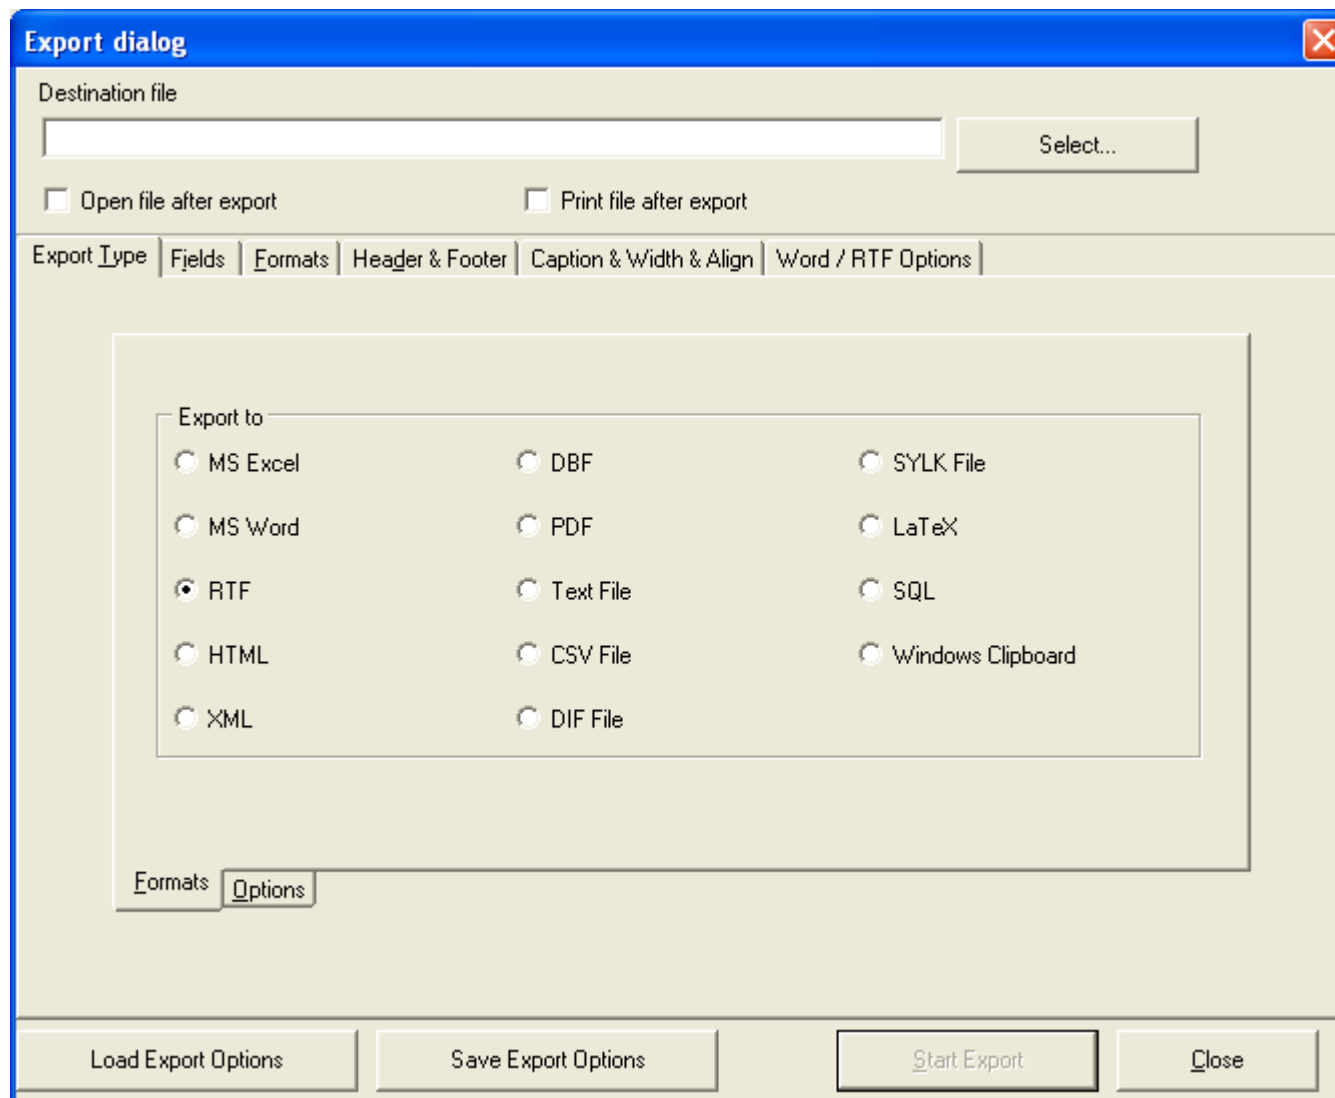 Export dialog
Destination file
Select...
Open file after export Print file after export
Export Type Fields Formats Header & Footer Caption & Width & Align Word / RTF Options
Export to
MS Excel DBF SYLK File
MS Word PDF LaTeX
RTF Text File SQL
HTML CSV File Windows Clipboard
XML DIF File
Formats Options
Load Export Options Save Export Options Start Export Close